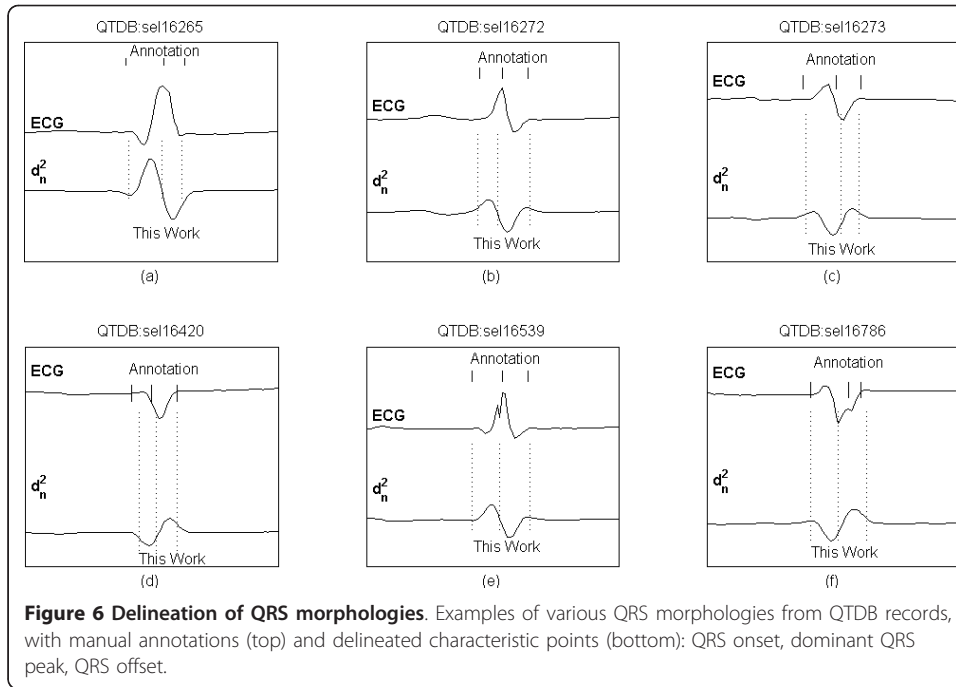 QTDB:sel16265
Annotation
ECG
d²n
This Work
(a)
QTDB:sel16272
Annotation
ECG
d²n
This Work
(b)
QTDB:sel16273
Annotation
ECG
d²n
This Work
(c)
QTDB:sel16420
Annotation
ECG
d²n
This Work
(d)
QTDB:sel16539
Annotation
ECG
d²n
This Work
(e)
QTDB:sel16786
Annotation
ECG
d²n
This Work
(f)
Figure 6 Delineation of QRS morphologies. Examples of various QRS morphologies from QTDB records,
with manual annotations (top) and delineated characteristic points (bottom): QRS onset, dominant QRS
peak, QRS offset.